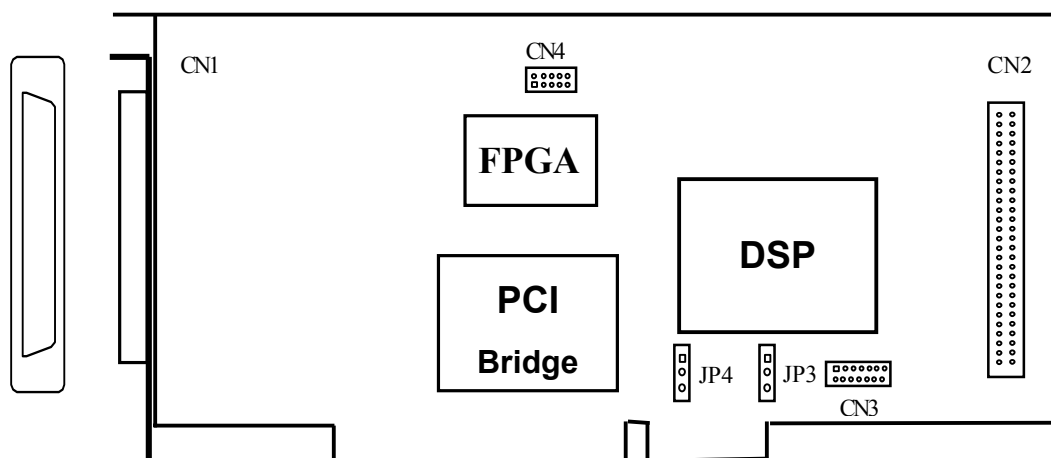 CN1
CN4
CN2
FPGA
DSP
PCI
Bridge
JP4
JP3
CN3